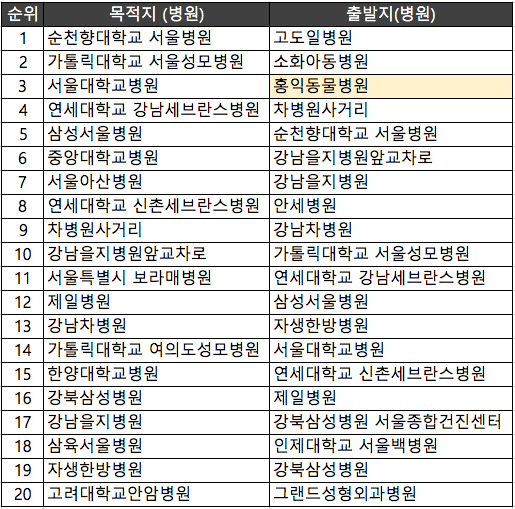 순위 목적지 (병원) 출발지(병원)
1 순천향대학교 서울병원 고도일병원
2 가톨릭대학교 서울성모병원 소화아동병원
3 서울대학교병원 홍익동물병원
4 연세대학교 강남세브란스병원 차병원사거리
5 삼성서울병원 순천향대학교 서울병원
6 중앙대학교병원 강남을지병원앞교차로
7 서울아산병원 강남을지병원
8 연세대학교 신촌세브란스병원 안세병원
9 차병원사거리 강남차병원
10 강남을지병원앞교차로 가톨릭대학교 서울성모병원
11 서울특별시 보라매병원 연세대학교 강남세브란스병원
12 제일병원 삼성서울병원
13 강남차병원 자생한방병원
14 가톨릭대학교 여의도성모병원 서울대학교병원
15 한양대학교병원 연세대학교 신촌세브란스병원
16 강북삼성병원 제일병원
17 강남을지병원 강북삼성병원 서울종합건진센터
18 삼육서울병원 인제대학교 서울백병원
19 자생한방병원 강북삼성병원
20 고려대학교안암병원 그랜드성형외과병원